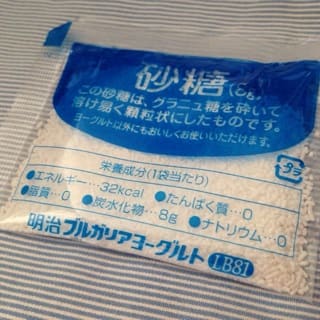 砂糖(8g)
この砂糖は、グラニュ糖を砕いて
溶け易く顆粒状にしたものです。
ヨーグルト以外にもおいしくお使いいただけます。
プラ
栄養成分(1袋当たり)
●エネルギー…32kcal ●たんぱく質…0
●脂質…0 ●炭水化物…8g ●ナトリウム…0
明治ブルガリアヨーグルト LB81